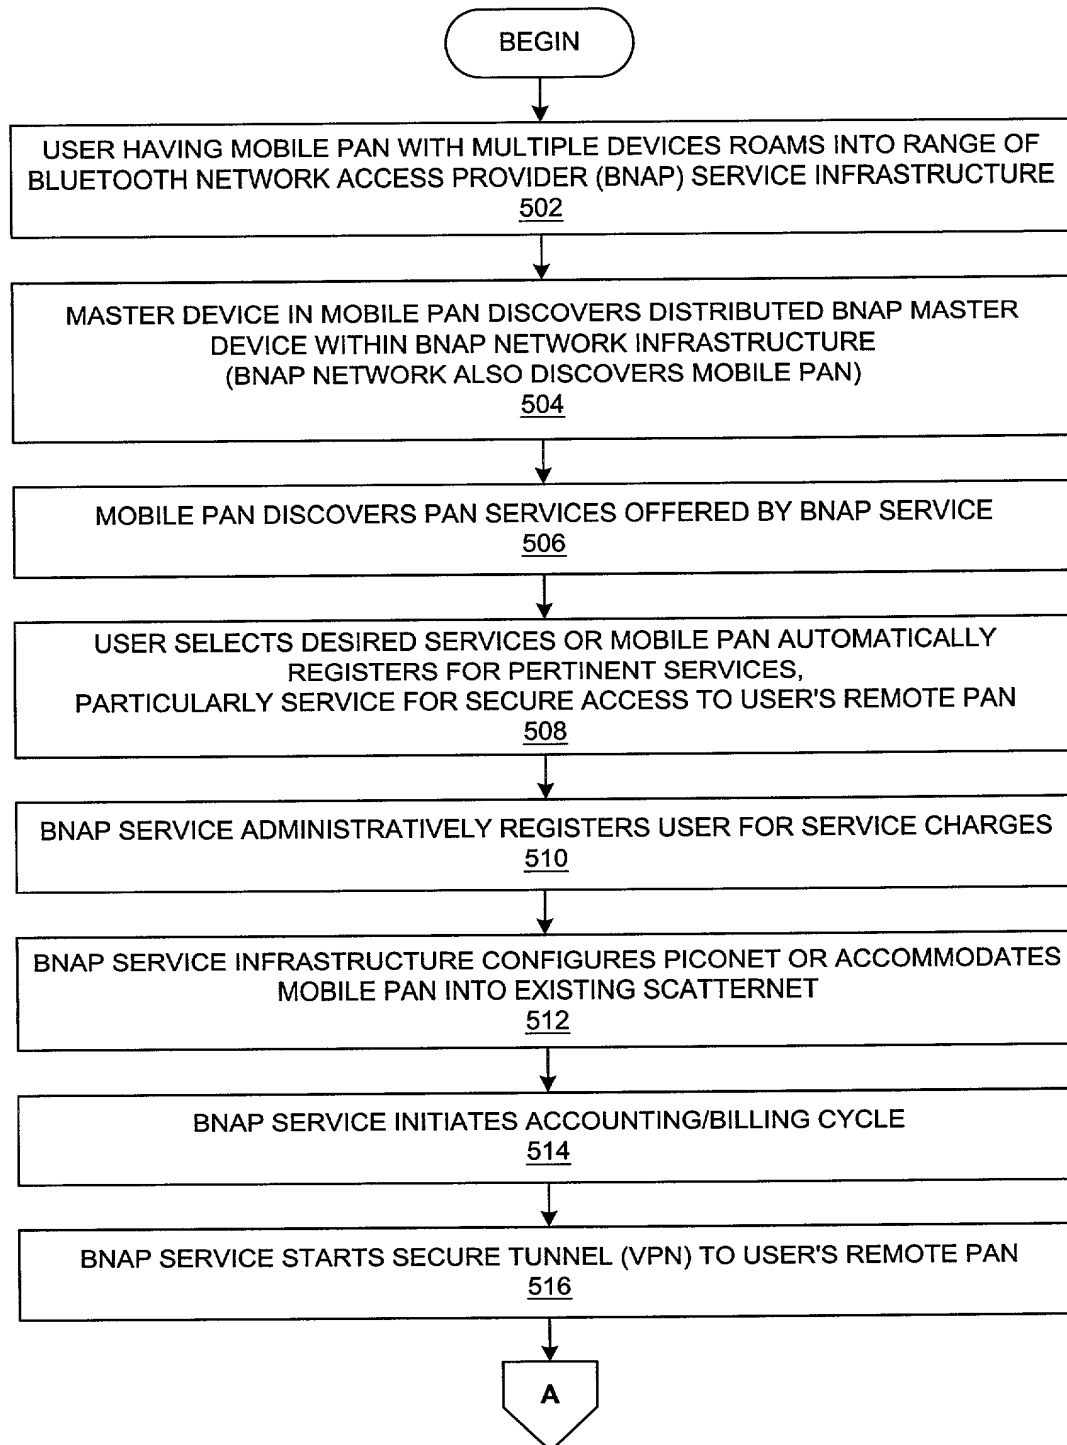 BEGIN
USER HAVING MOBILE PAN WITH MULTIPLE DEVICES ROAMS INTO RANGE OF
BLUETOOTH NETWORK ACCESS PROVIDER (BNAP) SERVICE INFRASTRUCTURE
502
MASTER DEVICE IN MOBILE PAN DISCOVERS DISTRIBUTED BNAP MASTER
DEVICE WITHIN BNAP NETWORK INFRASTRUCTURE
(BNAP NETWORK ALSO DISCOVERS MOBILE PAN)
504
MOBILE PAN DISCOVERS PAN SERVICES OFFERED BY BNAP SERVICE
506
USER SELECTS DESIRED SERVICES OR MOBILE PAN AUTOMATICALLY
REGISTERS FOR PERTINENT SERVICES,
PARTICULARLY SERVICE FOR SECURE ACCESS TO USER'S REMOTE PAN
508
BNAP SERVICE ADMINISTRATIVELY REGISTERS USER FOR SERVICE CHARGES
510
BNAP SERVICE INFRASTRUCTURE CONFIGURES PICONET OR ACCOMMODATES
MOBILE PAN INTO EXISTING SCATTERNET
512
BNAP SERVICE INITIATES ACCOUNTING/BILLING CYCLE
514
BNAP SERVICE STARTS SECURE TUNNEL (VPN) TO USER'S REMOTE PAN
516
A